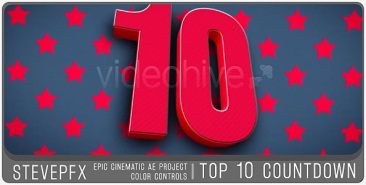 10
videohive
STEVEPFX
EPIC CINEMATIC AE PROJECT
COLOR CONTROLS
TOP 10 COUNTDOWN